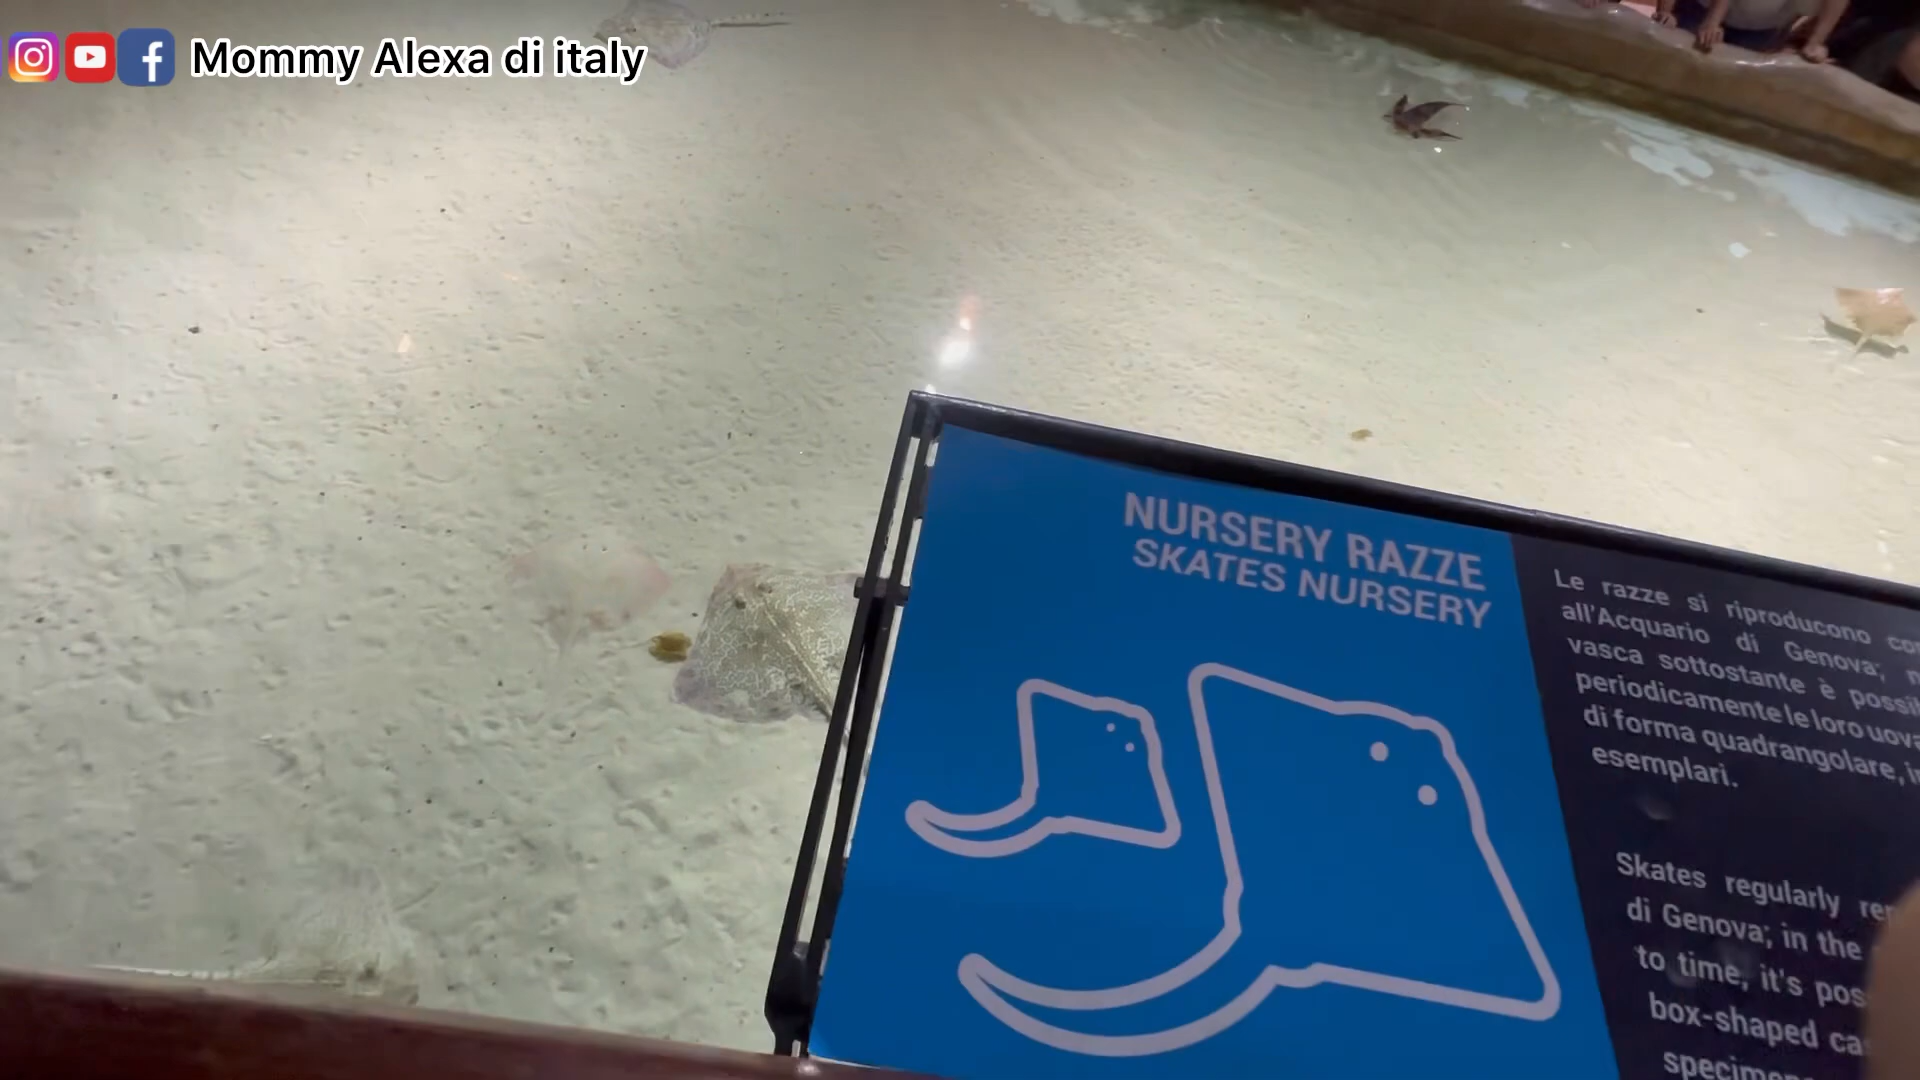 Mommy Alexa di italy
NURSERY RAZZE
SKATES NURSERY
Le razze si riproducono
all'Acquario di Genova;
vasca sottostante è
periodicamente le loro uova
di forma quadrangolare,
esemplari.
Skates regularly
di Genova; in the
to time, it's
box-shaped